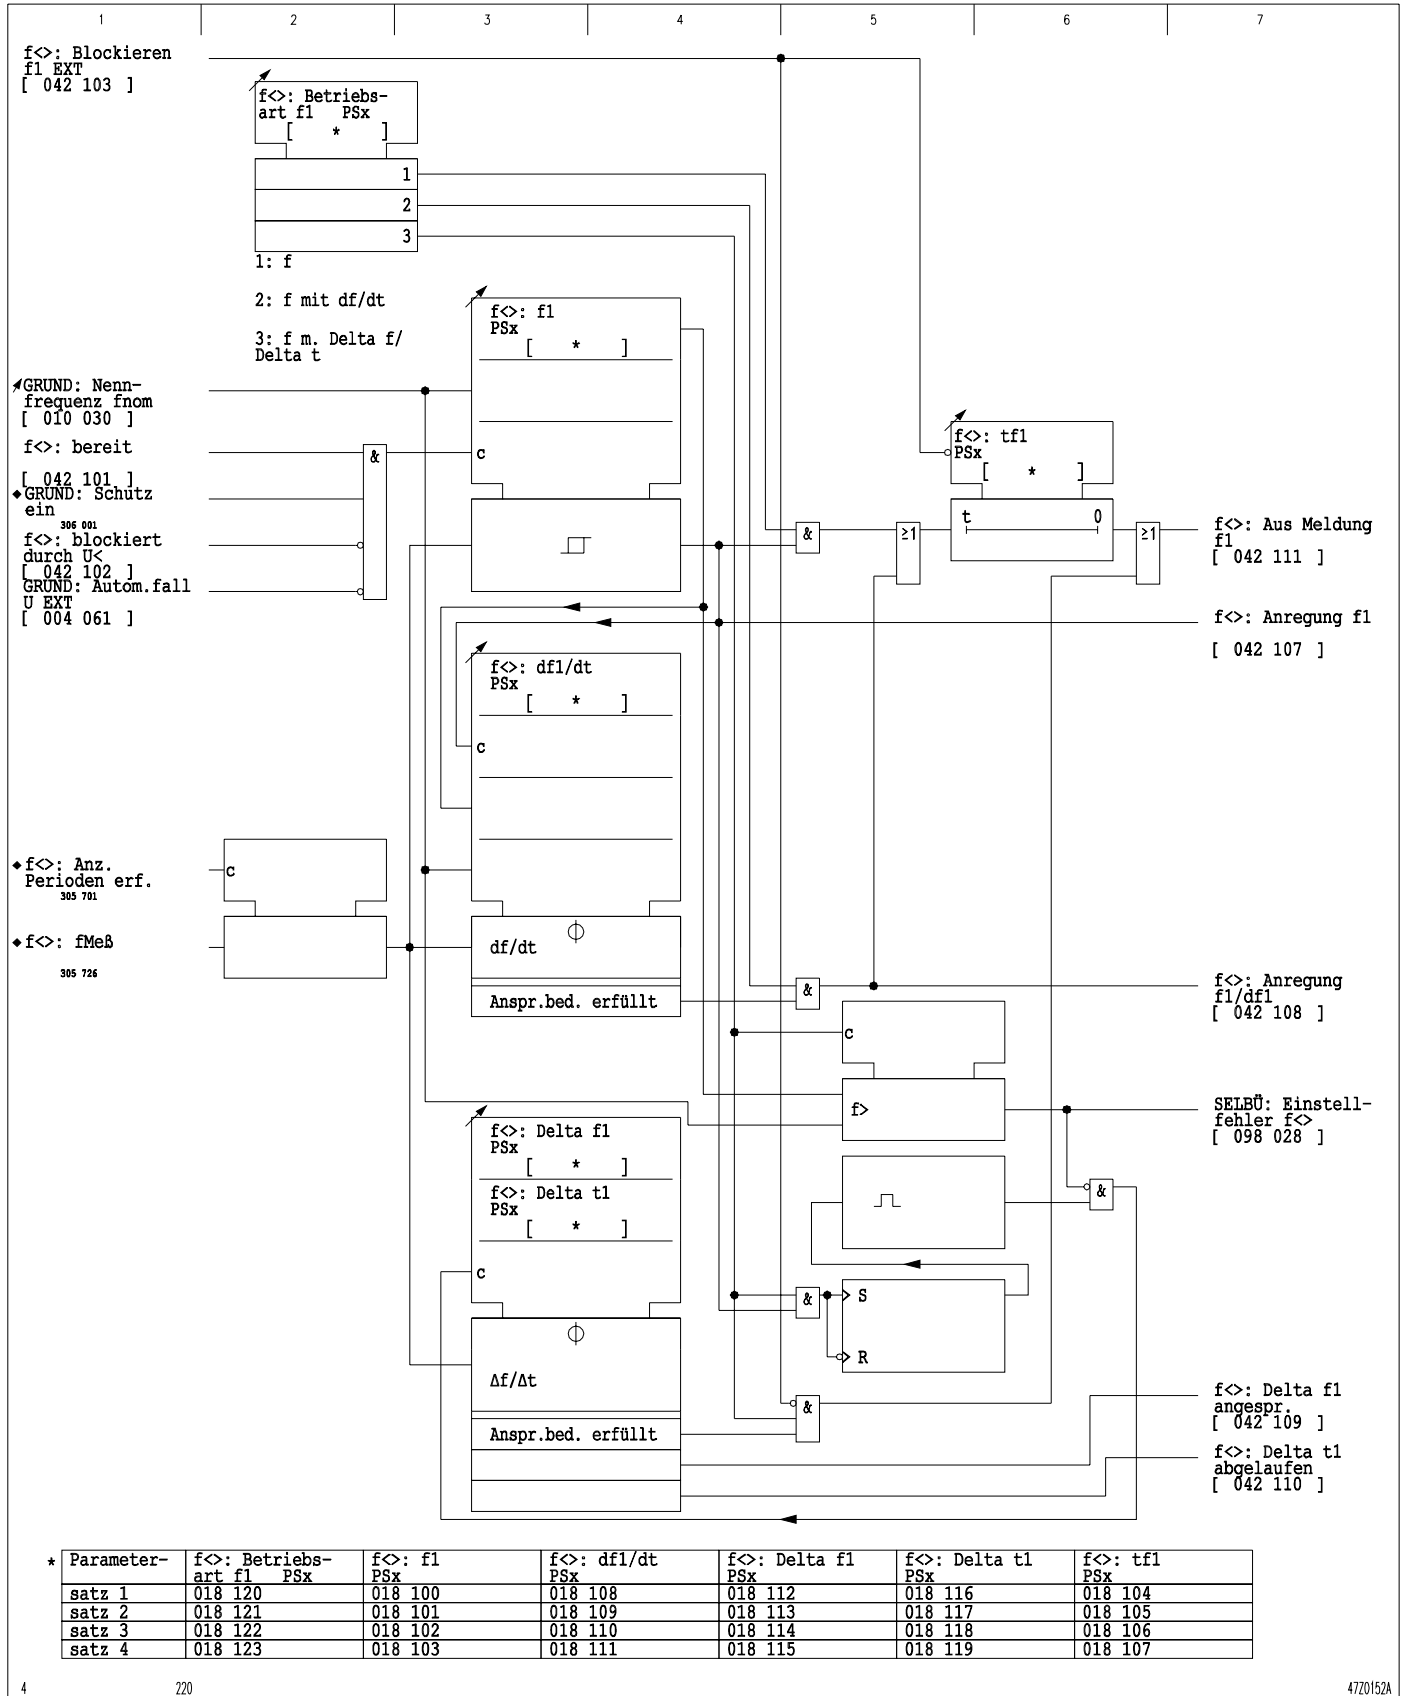 1 2 3 4 5 6 7
f<>: Blockieren
f1 EXT
[ 042 103 ]
f<>: Betriebs-
art f1 PSx
[ * ]
1
2
3
1: f
2: f mit df/dt
3: f m. Delta f/
Delta t
f<>: f1
PSx
[ * ]
c
GRUND: Nenn-
frequenz fnom
[ 010 030 ]
f<>: bereit
[ 042 101 ]
GRUND: Schutz
ein
306 001
f<>: blockiert
durch U<
[ 042 102 ]
GRUND: Autom.fall
U EXT
[ 004 061 ]
&
&
≥1
f<>: tf1
PSx
[ * ]
t 0
≥1
f<>: Aus Meldung
f1
[ 042 111 ]
f<>: Anregung f1
[ 042 107 ]
f<>: df1/dt
PSx
[ * ]
c
f<>: Anz.
Perioden erf.
305 701
c
f<>: fMeß
305 726
df/dt
Anspr.bed. erfüllt
&
f<>: Anregung
f1/df1
[ 042 108 ]
c
f>
SELBÜ: Einstell-
fehler f<>
[ 098 028 ]
f<>: Delta f1
PSx
[ * ]
f<>: Delta t1
PSx
[ * ]
c
&
&
S
R
Δf/Δt
Anspr.bed. erfüllt
&
f<>: Delta f1
angespr.
[ 042 109 ]
f<>: Delta t1
abgelaufen
[ 042 110 ]
* Parameter- f<>: Betriebs- f<>: f1 f<>: df1/dt f<>: Delta f1 f<>: Delta t1 f<>: tf1
art f1 PSx PSx PSx PSx PSx PSx
satz 1 018 120 018 100 018 108 018 112 018 116 018 104
satz 2 018 121 018 101 018 109 018 113 018 117 018 105
satz 3 018 122 018 102 018 110 018 114 018 118 018 106
satz 4 018 123 018 103 018 111 018 115 018 119 018 107
4 220 47Z0152A